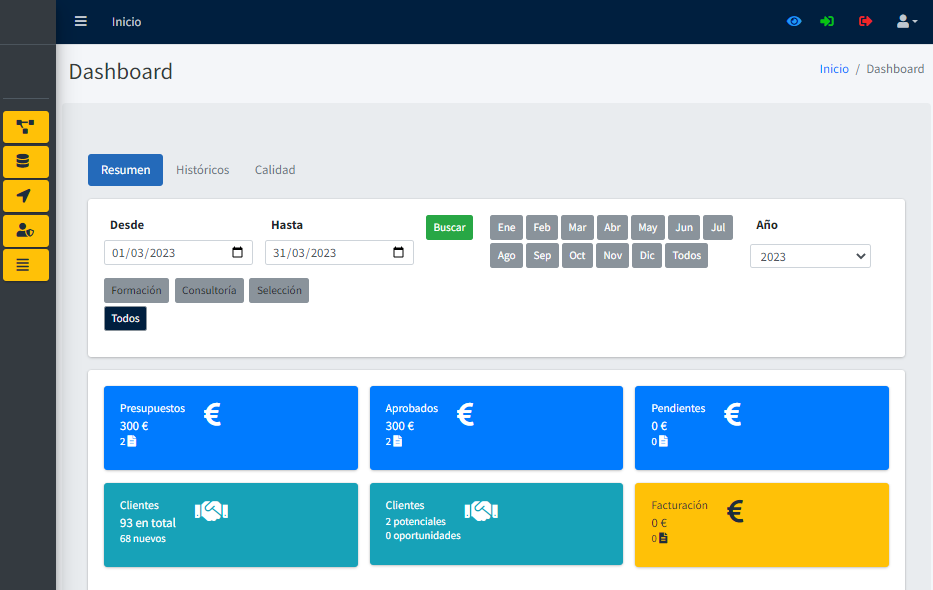 Inicio
Dashboard
Inicio / Dashboard
Resumen Históricos Calidad
Desde Hasta Buscar Ene Feb Mar Abr May Jun Jul Año
01/03/2023 31/03/2023 Ago Sep Oct Nov Dic Todos 2023
Formación Consultoría Selección
Todos
Presupuestos
300 €
2
€
Aprobados
300 €
2
€
Pendientes
0 €
0
€
Clientes
93 en total
68 nuevos
Clientes
2 potenciales
0 oportunidades
Facturación
0 €
0
€